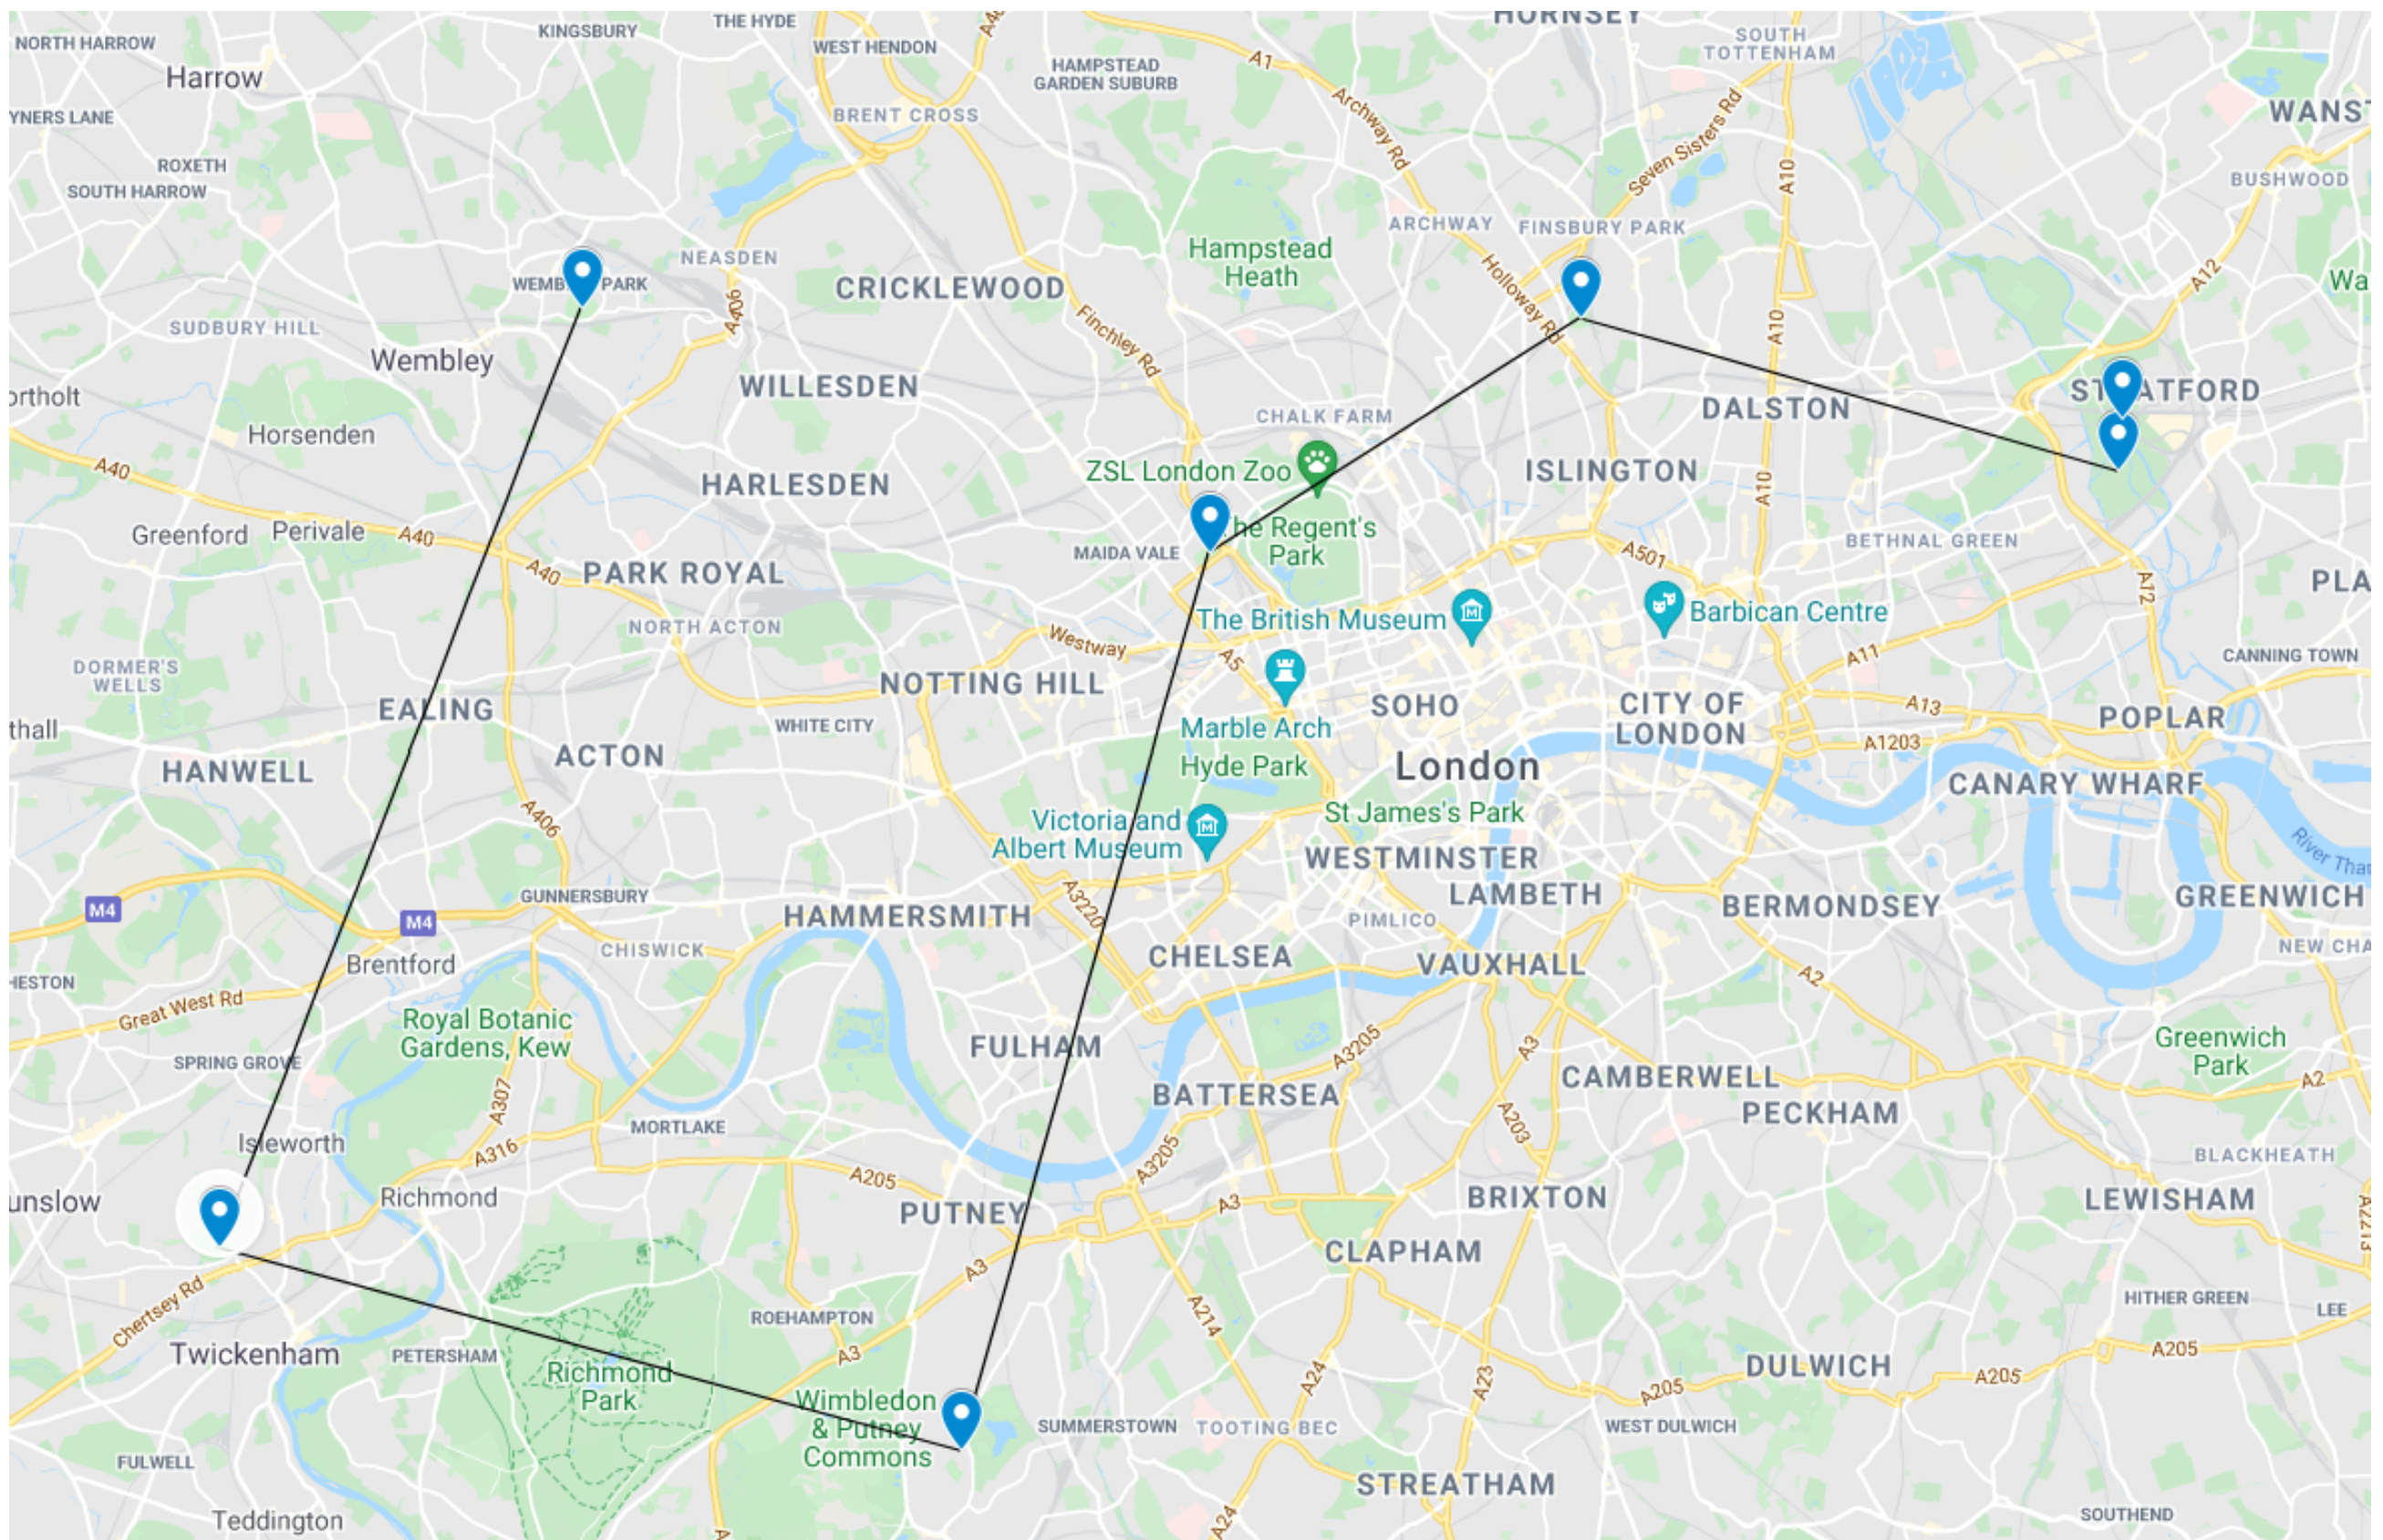 NORTH HARROW
KINGSBURY
THE HYDE
WEST HENDON
HORNSEY
SOUTH
TOTTENHAM
Harrow
HAMPSTEAD
GARDEN SUBURB
A1
YNERS LANE
BRENT CROSS
Archway Rd
Seven Sisters Rd
WANST
ROXETH
SOUTH HARROW
A10
BUSHWOOD
ARCHWAY
FINSBURY PARK
NEASDEN
Hampstead
Heath
WEMB
PARK
CRICKLEWOOD
Holloway Rd
A12
Wa
A406
SUDBURY HILL
Finchley Rd
A10
Wembley
WILLESDEN
ortholt
CHALK FARM
DALSTON
ST
ATFORD
Horsenden
A40
ZSL London Zoo
ISLINGTON
HARLESDEN
A10
Greenford
Perivale
A40
he Regent's
Park
MAIDA VALE
A501
BETHNAL GREEN
A40
PARK ROYAL
PLA
A12
The British Museum
Barbican Centre
NORTH ACTON
Westway
A5
A11
CANNING TOWN
DORMER'S
WELLS
NOTTING HILL
SOHO
CITY OF
LONDON
A13
POPLAR
EALING
thall
WHITE CITY
Marble Arch
A1203
ACTON
HANWELL
Hyde Park
London
CANARY WHARF
A406
Victoria and
Albert Museum
St James's Park
WESTMINSTER
River Tha
GUNNERSBURY
LAMBETH
GREENWICH
M4
M4
HAMMERSMITH
A3220
PIMLICO
BERMONDSEY
CHISWICK
NEW CHA
Brentford
CHELSEA
VAUXHALL
A2
HESTON
Great West Rd
Royal Botanic
Gardens, Kew
FULHAM
A3205
A3
Greenwich
Park
SPRING GROVE
A307
BATTERSEA
CAMBERWELL
A2
PECKHAM
MORTLAKE
A203
Isleworth
A316
A3205
BLACKHEATH
A205
Richmond
unslow
PUTNEY
A3
BRIXTON
LEWISHAM
A2213
CLAPHAM
A3
Chertsey Rd
ROEHAMPTON
A214
HITHER GREEN
LEE
Twickenham
PETERSHAM
A3
A205
Richmond
Park
DULWICH
A24
A23
A205
A205
Wimbledon
& Putney
Commons
SUMMERSTOWN
TOOTING BEC
WEST DULWICH
FULWELL
STREATHAM
Teddington
A24
SOUTHEND